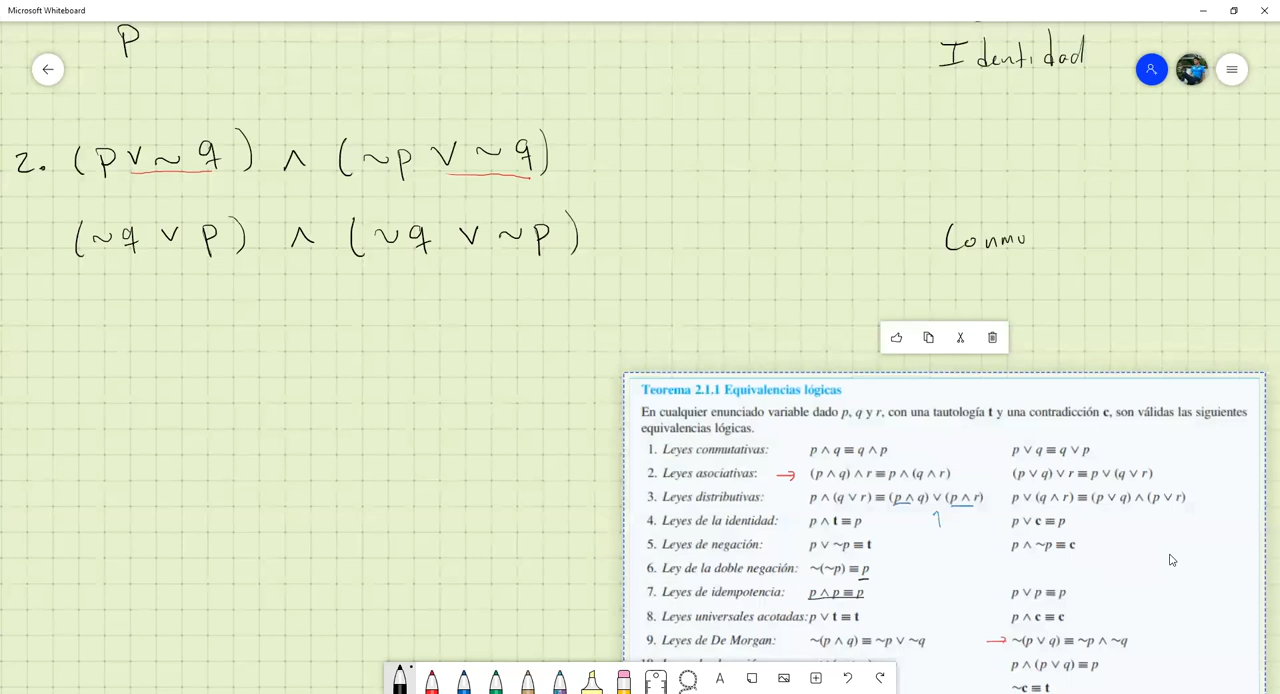 Microsoft Whiteboard
p
Identidad
2. (p ∨ ~ q) ∧ (~p ∨ ~ q)
(~q ∨ p) ∧ (~q ∨ ~p)
Conmu
Teorema 2.1.1 Equivalencias lógicas
En cualquier enunciado variable dado p, q y r, con una tautología t y una contradicción c, son válidas las siguientes
equivalencias lógicas.
1. Leyes conmutativas: p ∧ q ≡ q ∧ p p ∨ q ≡ q ∨ p
2. Leyes asociativas: → (p ∧ q) ∧ r ≡ p ∧ (q ∧ r) (p ∨ q) ∨ r ≡ p ∨ (q ∨ r)
3. Leyes distributivas: p ∧ (q ∨ r) ≡ (p ∧ q) ∨ (p ∧ r) p ∨ (q ∧ r) ≡ (p ∨ q) ∧ (p ∨ r)
4. Leyes de la identidad: p ∧ t ≡ p p ∨ c ≡ p
5. Leyes de negación: p ∨ ~p ≡ t p ∧ ~p ≡ c
6. Ley de la doble negación: ~(~p) ≡ p
7. Leyes de idempotencia: p ∧ p ≡ p p ∨ p ≡ p
8. Leyes universales acotadas: p ∨ t ≡ t p ∧ c ≡ c
9. Leyes de De Morgan: ~(p ∧ q) ≡ ~p ∨ ~q → ~(p ∨ q) ≡ ~p ∧ ~q
p ∧ (p ∨ q) ≡ p
~c ≡ t